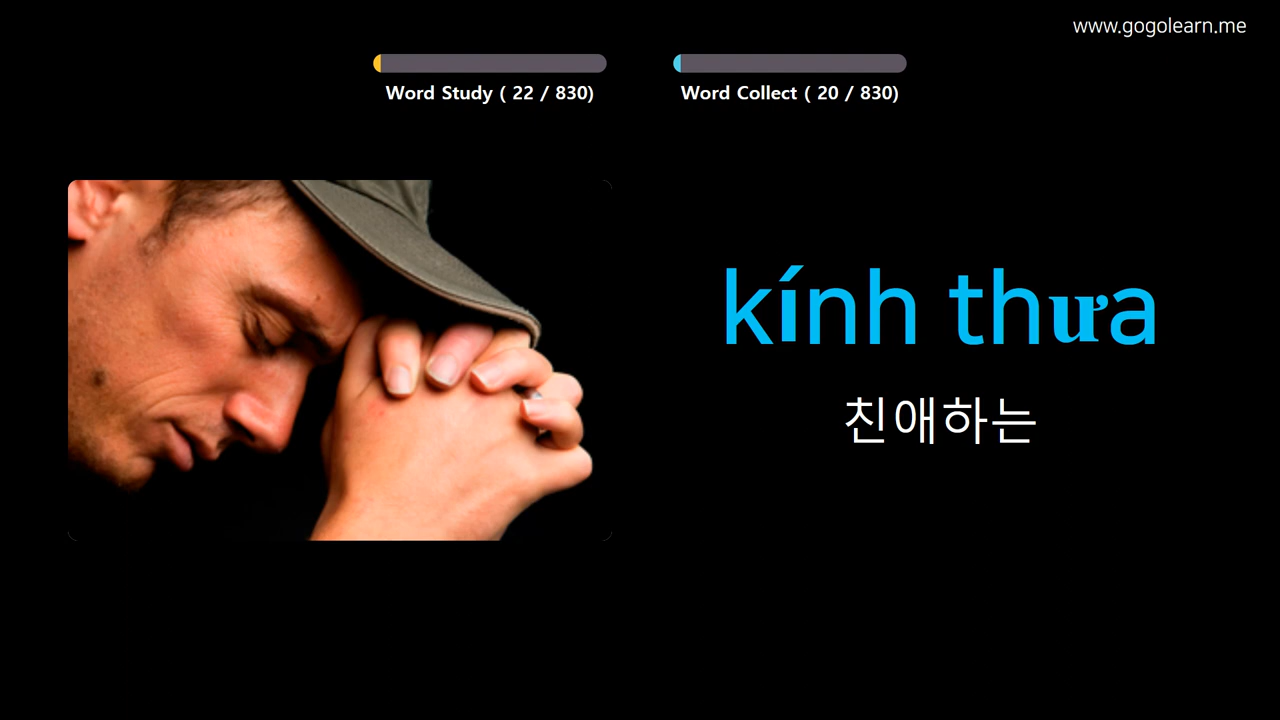 www.gogolearn.me
Word Study ( 22 / 830)
Word Collect ( 20 / 830)
kính thưa
친애하는